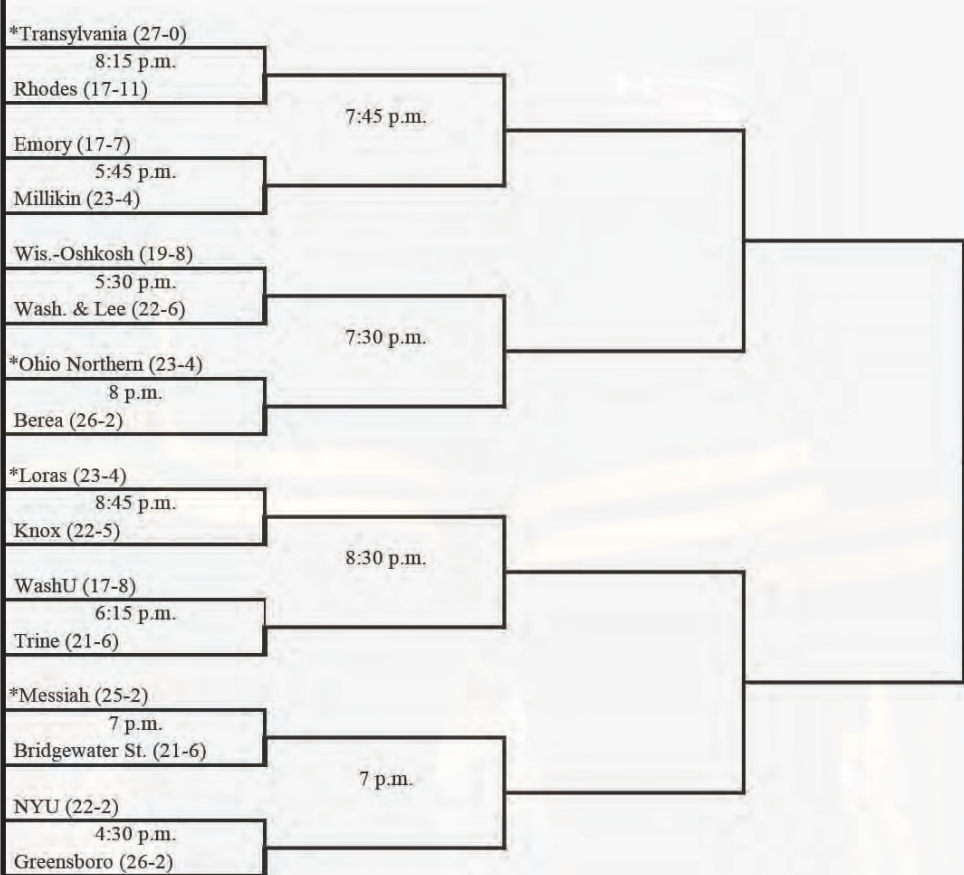 *Transylvania (27-0)
8:15 p.m.
Rhodes (17-11)
7:45 p.m.
Emory (17-7)
5:45 p.m.
Millikin (23-4)
Wis.-Oshkosh (19-8)
5:30 p.m.
Wash. & Lee (22-6)
7:30 p.m.
*Ohio Northern (23-4)
8 p.m.
Berea (26-2)
*Loras (23-4)
8:45 p.m.
Knox (22-5)
8:30 p.m.
WashU (17-8)
6:15 p.m.
Trine (21-6)
*Messiah (25-2)
7 p.m.
Bridgewater St. (21-6)
7 p.m.
NYU (22-2)
4:30 p.m.
Greensboro (26-2)